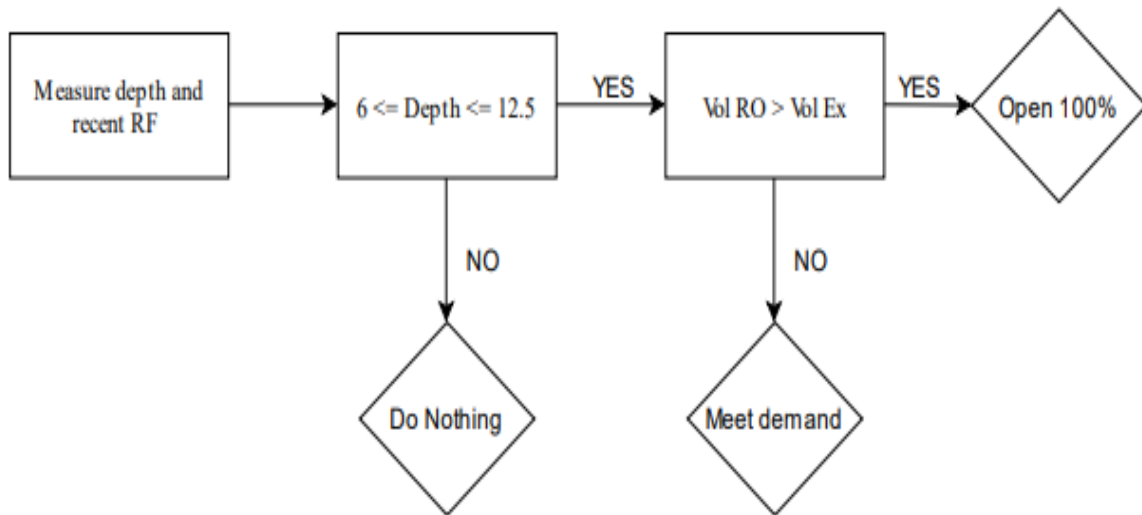 Measure depth and
recent RF
6 <= Depth <= 12.5
YES
Vol RO > Vol Ex
YES
Open 100%
NO
NO
Do Nothing
Meet demand